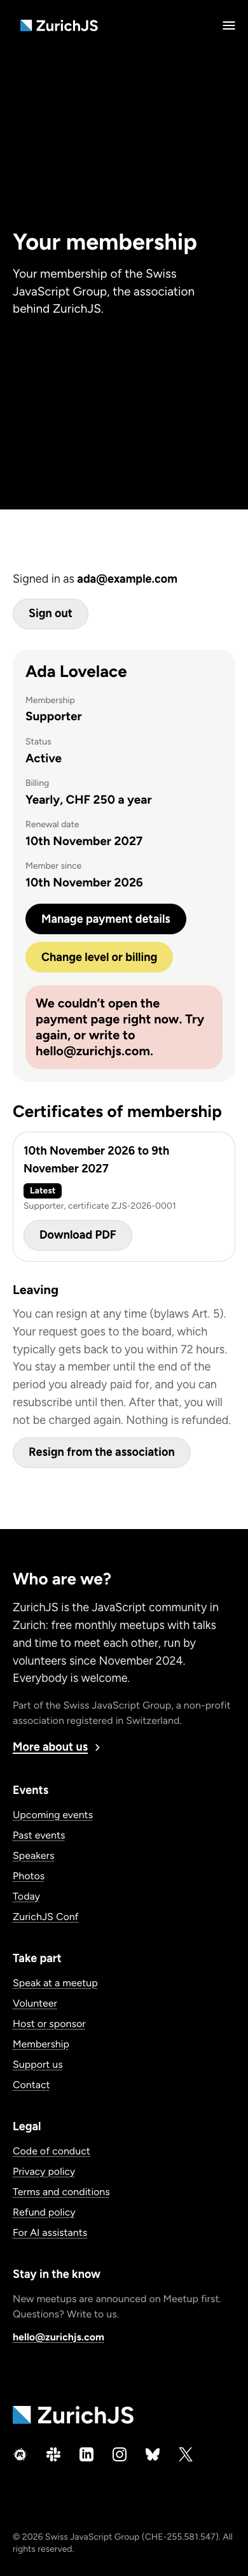 ZurichJS
Your membership
Your membership of the Swiss
JavaScript Group, the association
behind ZurichJS.
Signed in as ada@example.com
Sign out
Ada Lovelace
Membership
Supporter
Status
Active
Billing
Yearly, CHF 250 a year
Renewal date
10th November 2027
Member since
10th November 2026
Manage payment details
Change level or billing
We couldn’t open the
payment page right now. Try
again, or write to
hello@zurichjs.com.
Certificates of membership
10th November 2026 to 9th
November 2027
Latest
Supporter, certificate ZJS-2026-0001
Download PDF
Leaving
You can resign at any time (bylaws Art. 5).
Your request goes to the board, which
typically gets back to you within 72 hours.
You stay a member until the end of the
period you already paid for, and you can
resubscribe until then. After that, you will
not be charged again. Nothing is refunded.
Resign from the association
Who are we?
ZurichJS is the JavaScript community in
Zurich: free monthly meetups with talks
and time to meet each other, run by
volunteers since November 2024.
Everybody is welcome.
Part of the Swiss JavaScript Group, a non-profit
association registered in Switzerland.
More about us
Events
Upcoming events
Past events
Speakers
Photos
Today
ZurichJS Conf
Take part
Speak at a meetup
Volunteer
Host or sponsor
Membership
Support us
Contact
Legal
Code of conduct
Privacy policy
Terms and conditions
Refund policy
For AI assistants
Stay in the know
New meetups are announced on Meetup first.
Questions? Write to us.
hello@zurichjs.com
ZurichJS
© 2026 Swiss JavaScript Group (CHE-255.581.547). All
rights reserved.